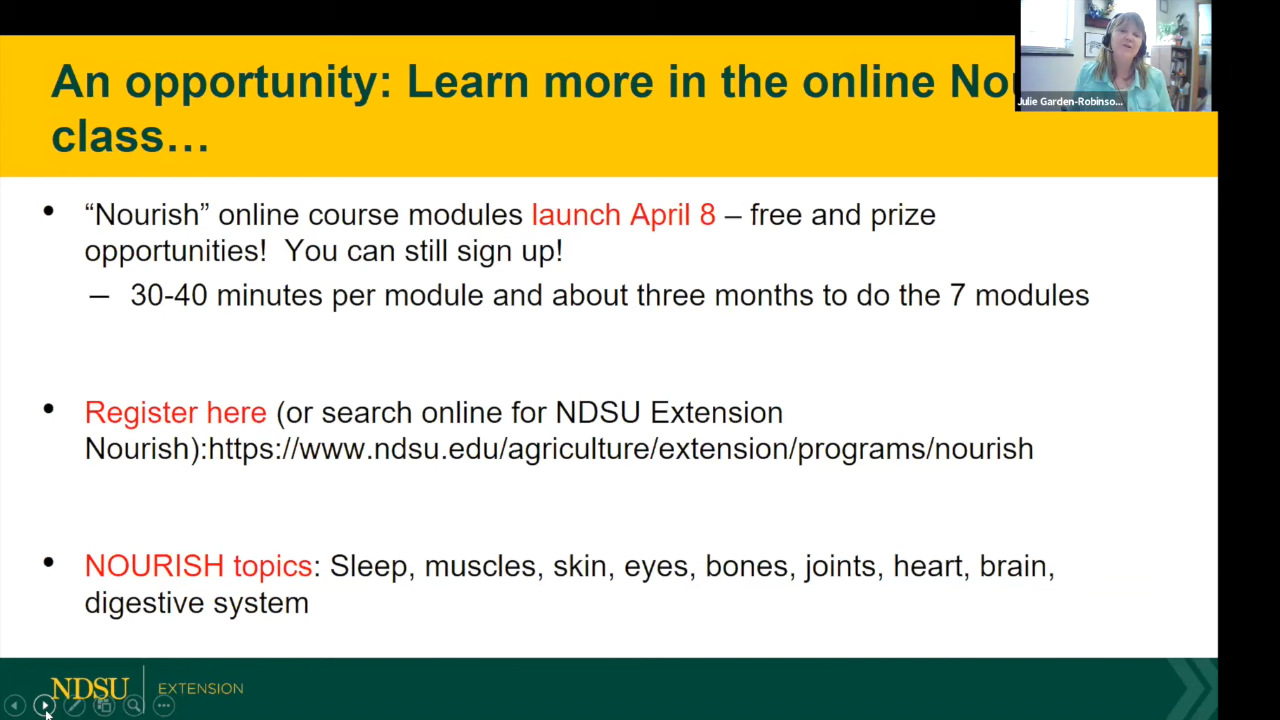 An opportunity: Learn more in the online
class…
Julie Garden-Robinso...
• “Nourish” online course modules launch April 8 – free and prize
opportunities!  You can still sign up!
– 30-40 minutes per module and about three months to do the 7 modules
• Register here (or search online for NDSU Extension
Nourish):https://www.ndsu.edu/agriculture/extension/programs/nourish
• NOURISH topics: Sleep, muscles, skin, eyes, bones, joints, heart, brain,
digestive system
NDSU EXTENSION